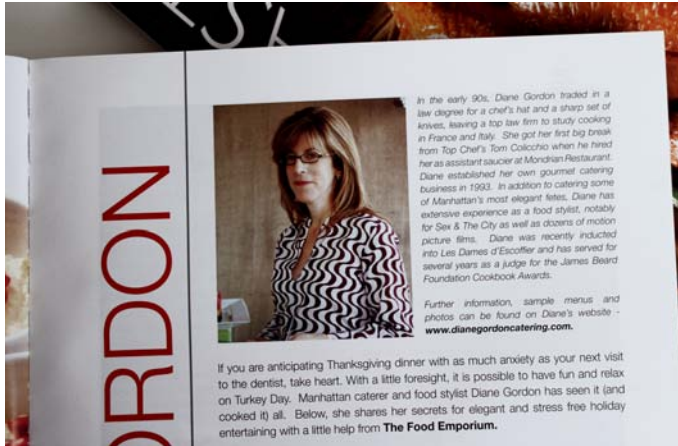 ORDON
In the early 90s, Diane Gordon traded in a
law degree for a chef's hat and a sharp set of
knives, leaving a top law firm to study cooking
in France and Italy. She got her first big break
from Top Chef's Tom Colicchio when he hired
her as assistant saucier at Mondrian Restaurant.
Diane established her own gourmet catering
business in 1993. In addition to catering some
of Manhattan's most elegant fetes, Diane has
extensive experience as a food stylist, notably
for Sex & The City as well as dozens of motion
picture films. Diane was recently inducted
into Les Dames d'Escoffier and has served for
several years as a judge for the James Beard
Foundation Cookbook Awards.
Further information, sample menus and
photos can be found on Diane's website -
www.dianegordoncatering.com.
If you are anticipating Thanksgiving dinner with as much anxiety as your next visit
to the dentist, take heart. With a little foresight, it is possible to have fun and relax
on Turkey Day. Manhattan caterer and food stylist Diane Gordon has seen it (and
cooked it) all. Below, she shares her secrets for elegant and stress free holiday
entertaining with a little help from The Food Emporium.